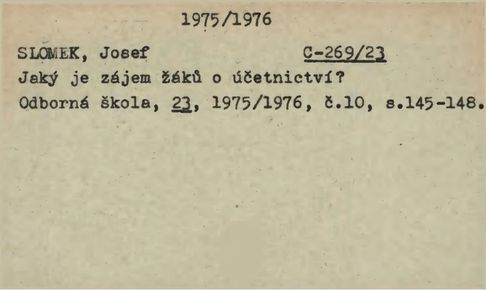 1975/1976
SLOMEK, Josef C-269/23
Jaký je zájem žáků o účetnictví?
Odborná škola, 23, 1975/1976, č.10, s.145-148.